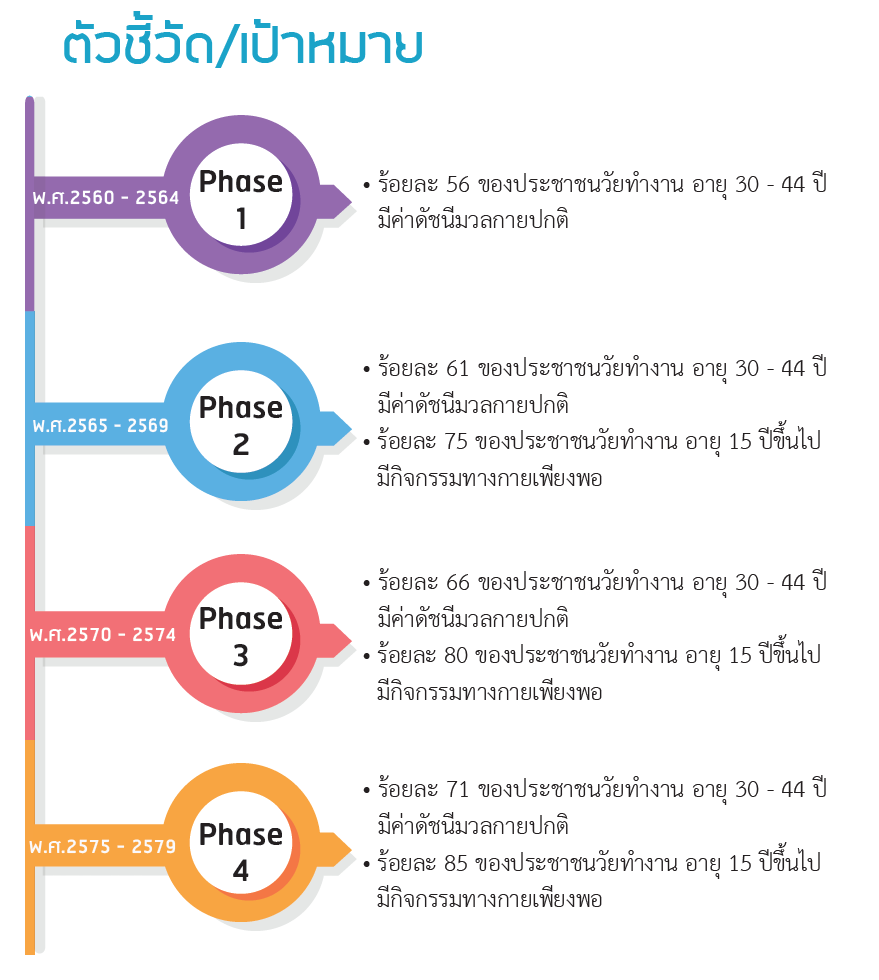 ตัวชี้วัด/เป้าหมาย
พ.ศ.2560 - 2564
Phase
1
• ร้อยละ 56 ของประชาชนวัยทำงาน อายุ 30 - 44 ปี
มีค่าดัชนีมวลกายปกติ
พ.ศ.2565 - 2569
Phase
2
• ร้อยละ 61 ของประชาชนวัยทำงาน อายุ 30 - 44 ปี
มีค่าดัชนีมวลกายปกติ
• ร้อยละ 75 ของประชาชนวัยทำงาน อายุ 15 ปีขึ้นไป
มีกิจกรรมทางกายเพียงพอ
พ.ศ.2570 - 2574
Phase
3
• ร้อยละ 66 ของประชาชนวัยทำงาน อายุ 30 - 44 ปี
มีค่าดัชนีมวลกายปกติ
• ร้อยละ 80 ของประชาชนวัยทำงาน อายุ 15 ปีขึ้นไป
มีกิจกรรมทางกายเพียงพอ
พ.ศ.2575 - 2579
Phase
4
• ร้อยละ 71 ของประชาชนวัยทำงาน อายุ 30 - 44 ปี
มีค่าดัชนีมวลกายปกติ
• ร้อยละ 85 ของประชาชนวัยทำงาน อายุ 15 ปีขึ้นไป
มีกิจกรรมทางกายเพียงพอ